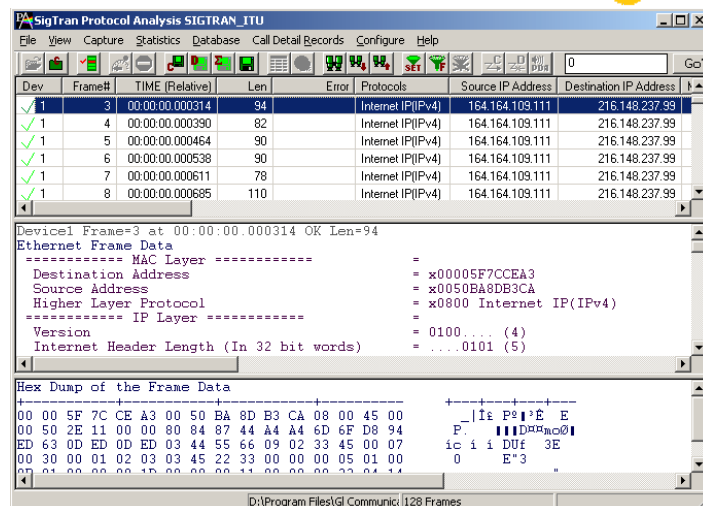 SigTran Protocol Analysis SIGTRAN_ITU
File View Capture Statistics Database Call Detail Records Configure Help
SET 0 Go
Dev Frame# TIME (Relative) Len Error Protocols Source IP Address Destination IP Address
1 3 00:00:00.000314 94 Internet IP(IPv4) 164.164.109.111 216.148.237.99
1 4 00:00:00.000390 82 Internet IP(IPv4) 164.164.109.111 216.148.237.99
1 5 00:00:00.000464 90 Internet IP(IPv4) 164.164.109.111 216.148.237.99
1 6 00:00:00.000538 90 Internet IP(IPv4) 164.164.109.111 216.148.237.99
1 7 00:00:00.000611 78 Internet IP(IPv4) 164.164.109.111 216.148.237.99
1 8 00:00:00.000685 110 Internet IP(IPv4) 164.164.109.111 216.148.237.99
Device1 Frame=3 at 00:00:00.000314 OK Len=94
Ethernet Frame Data
============ MAC Layer ============ =
Destination Address = x00005F7CCEA3
Source Address = x0050BA8DB3CA
Higher Layer Protocol = x0800 Internet IP(IPv4)
============ IP Layer ============ =
Version = 0100.... (4)
Internet Header Length (In 32 bit words) = ....0101 (5)
Hex Dump of the Frame Data
00 00 5F 7C CE A3 00 50 BA 8D B3 CA 08 00 45 00
00 50 2E 11 00 00 80 84 87 44 A4 A4 6D 6F D8 94
ED 63 0D ED 0D ED 03 44 55 66 09 02 33 45 00 07
00 30 00 01 02 03 03 45 22 33 00 00 00 05 01 00
D:\Program Files\Gl Communic 128 Frames